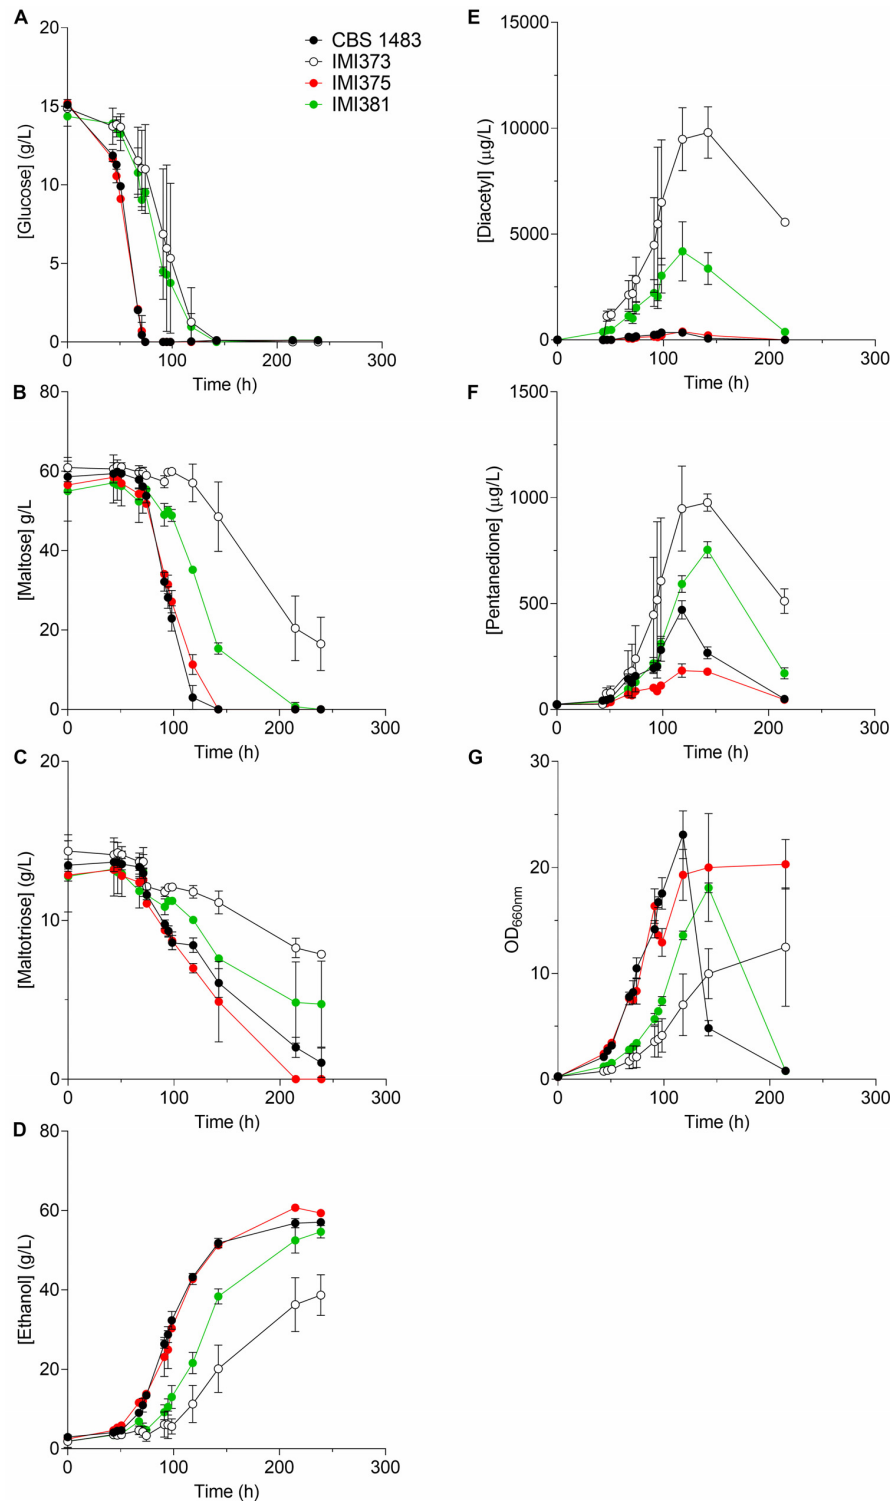 A
20
15
10
5
0
[Glucose] (g/L)
0
100
200
300
Time (h)
CBS 1483
IMI373
IMI375
IMI381
B
80
60
40
20
0
[Maltose] g/L
0
100
200
300
Time (h)
C
20
10
0
[Maltotriose] (g/L)
0
100
200
300
Time (h)
D
80
60
40
20
0
[Ethanol] (g/L)
0
100
200
300
Time (h)
E
15000
10000
5000
0
[Diacetyl] (µg/L)
0
100
200
300
Time (h)
F
1500
1000
500
0
[Pentanedione] (µg/L)
0
100
200
300
Time (h)
G
30
20
10
0
OD660nm
0
100
200
300
Time (h)